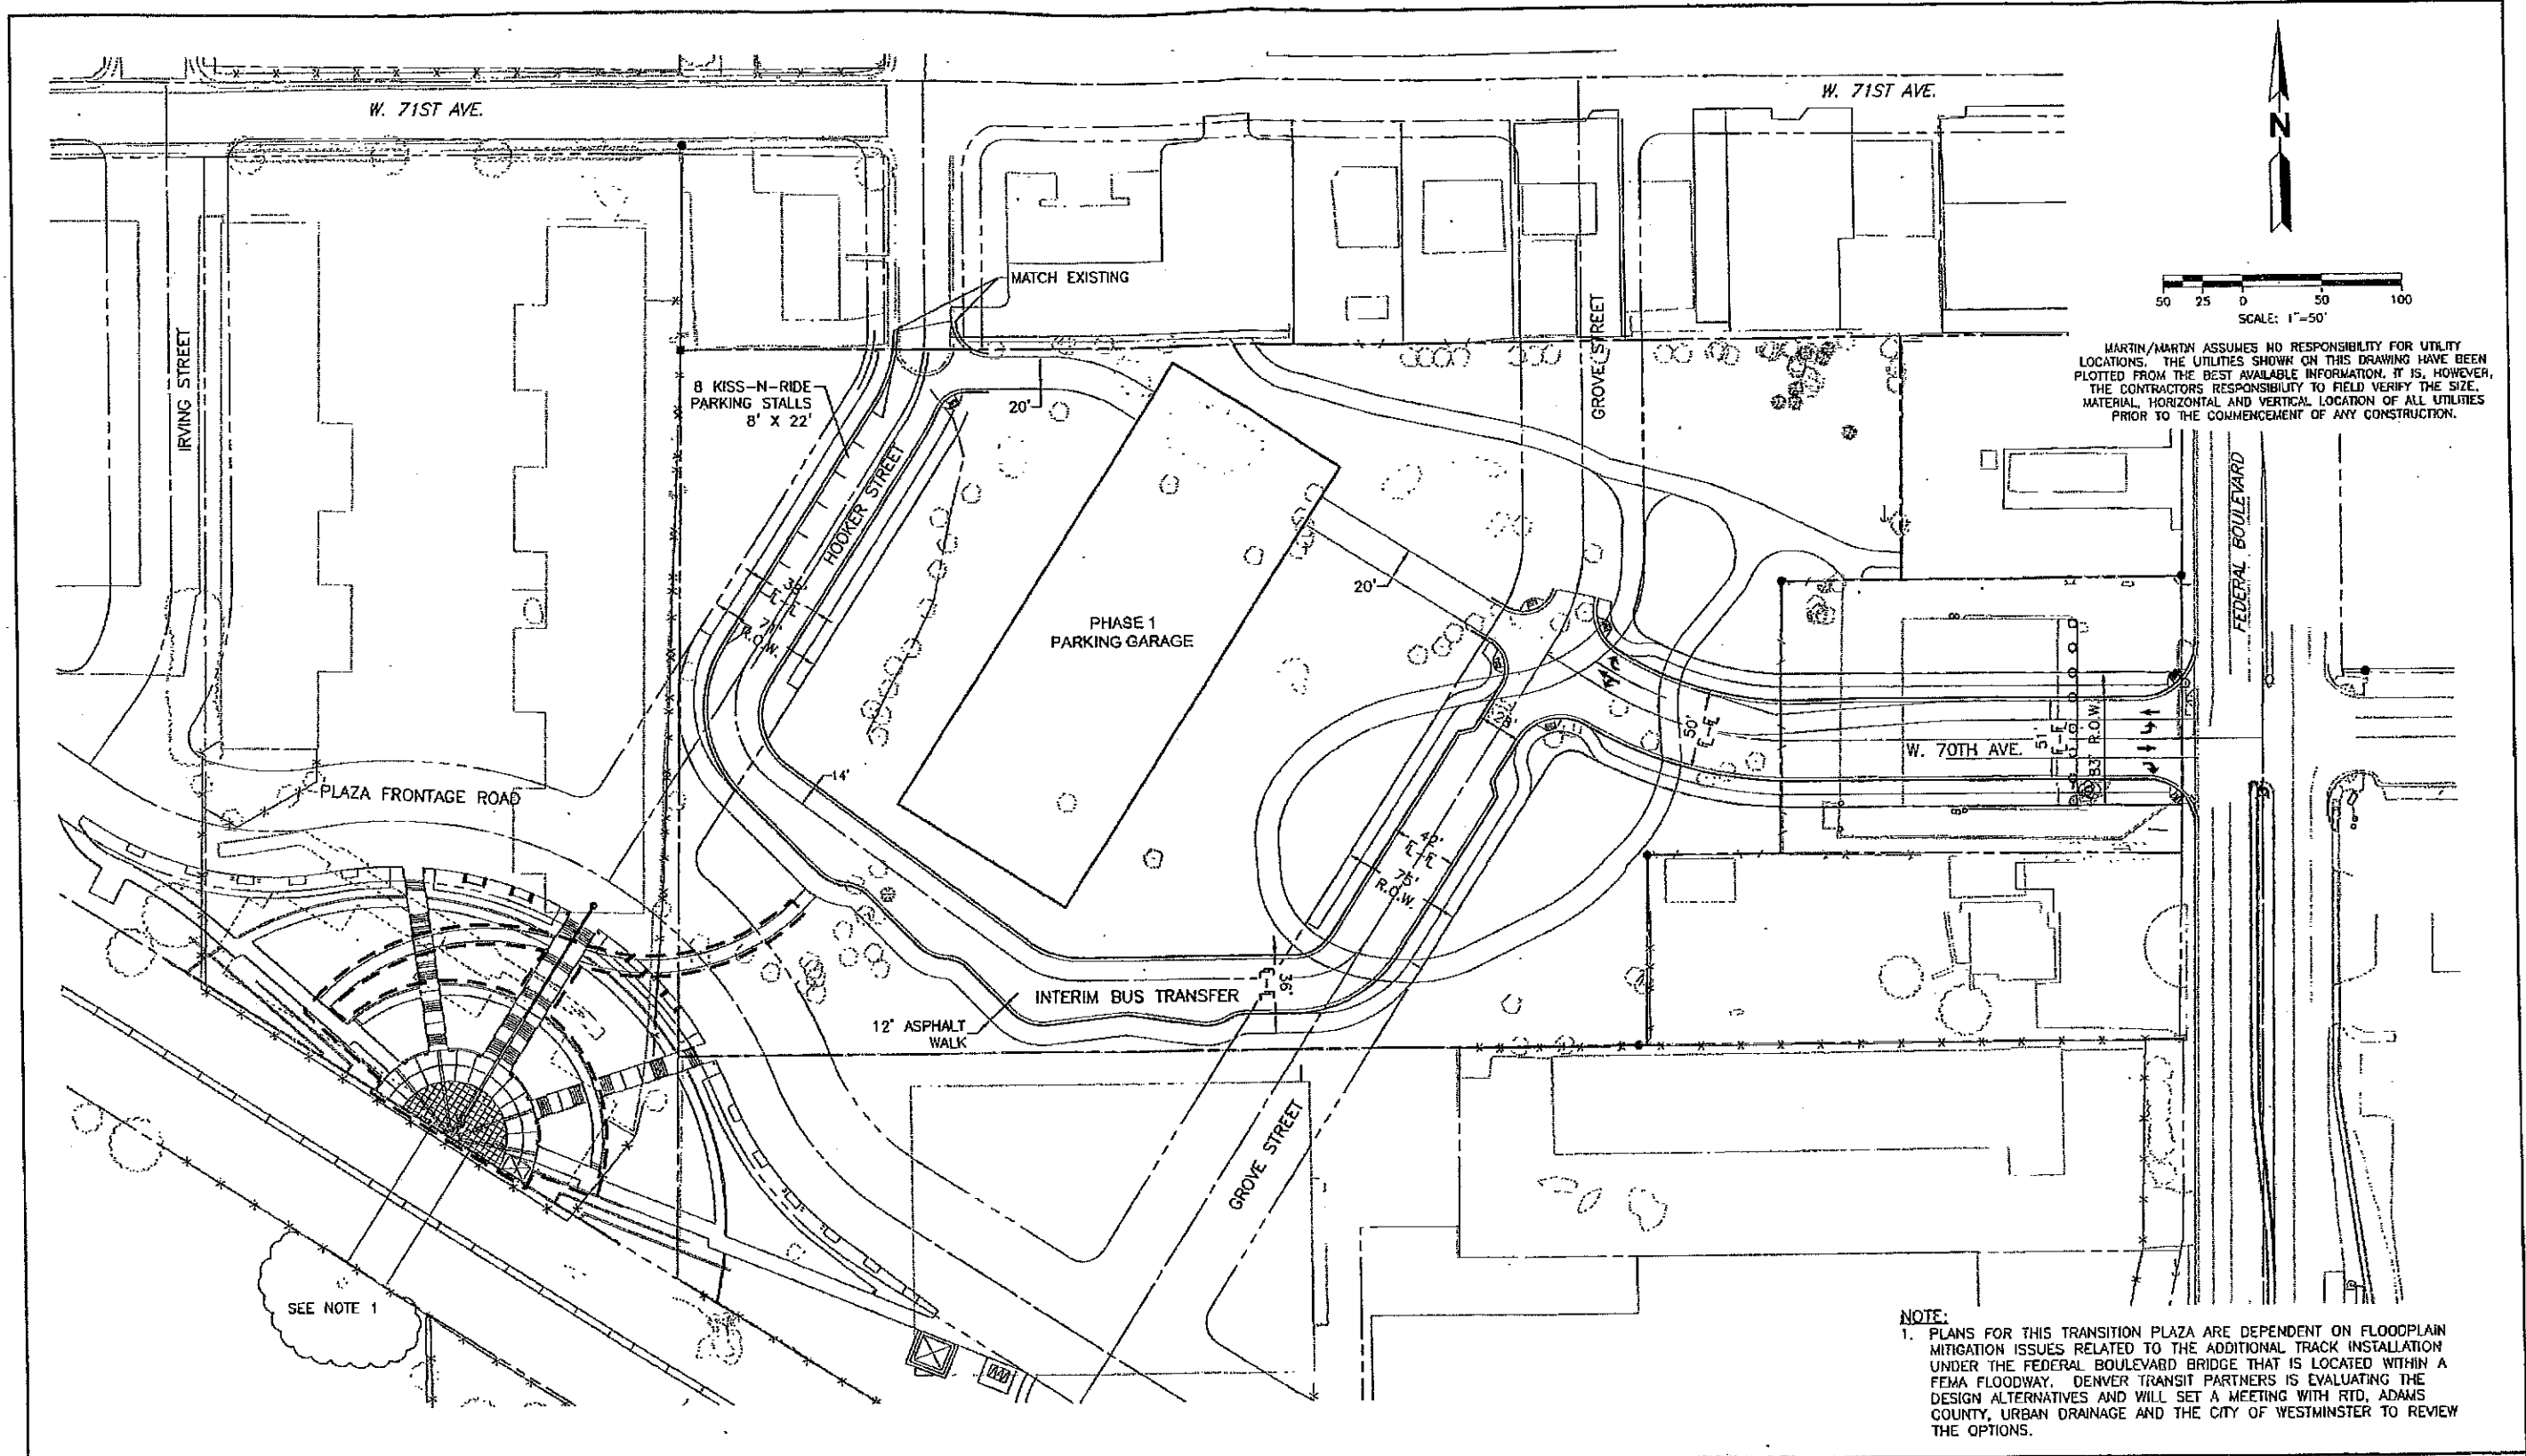 W. 71ST AVE.
W. 71ST AVE.
N
50 25 0 50 100
SCALE: 1"=50'
MARTIN/MARTIN ASSUMES NO RESPONSIBILITY FOR UTILITY
LOCATIONS. THE UTILITIES SHOWN ON THIS DRAWING HAVE BEEN
PLOTTED FROM THE BEST AVAILABLE INFORMATION. IT IS, HOWEVER,
THE CONTRACTORS RESPONSIBILITY TO FIELD VERIFY THE SIZE,
MATERIAL, HORIZONTAL AND VERTICAL LOCATION OF ALL UTILITIES
PRIOR TO THE COMMENCEMENT OF ANY CONSTRUCTION.
MATCH EXISTING
IRVING STREET
GROVE STREET
8 KISS-N-RIDE
PARKING STALLS
8' X 22'
20'
HOOKER STREET
FEDERAL BOULEVARD
E-E
R.O.W.
PHASE 1
PARKING GARAGE
20'
28'
50'
E-E
W. 70TH AVE.
51'
E-E
83' R.O.W.
PLAZA FRONTAGE ROAD
14'
42'
E-E
75'
R.O.W.
INTERIM BUS TRANSFER
36'
E-E
12' ASPHALT
WALK
GROVE STREET
SEE NOTE 1
NOTE:
1. PLANS FOR THIS TRANSITION PLAZA ARE DEPENDENT ON FLOODPLAIN
MITIGATION ISSUES RELATED TO THE ADDITIONAL TRACK INSTALLATION
UNDER THE FEDERAL BOULEVARD BRIDGE THAT IS LOCATED WITHIN A
FEMA FLOODWAY. DENVER TRANSIT PARTNERS IS EVALUATING THE
DESIGN ALTERNATIVES AND WILL SET A MEETING WITH RTD, ADAMS
COUNTY, URBAN DRAINAGE AND THE CITY OF WESTMINSTER TO REVIEW
THE OPTIONS.